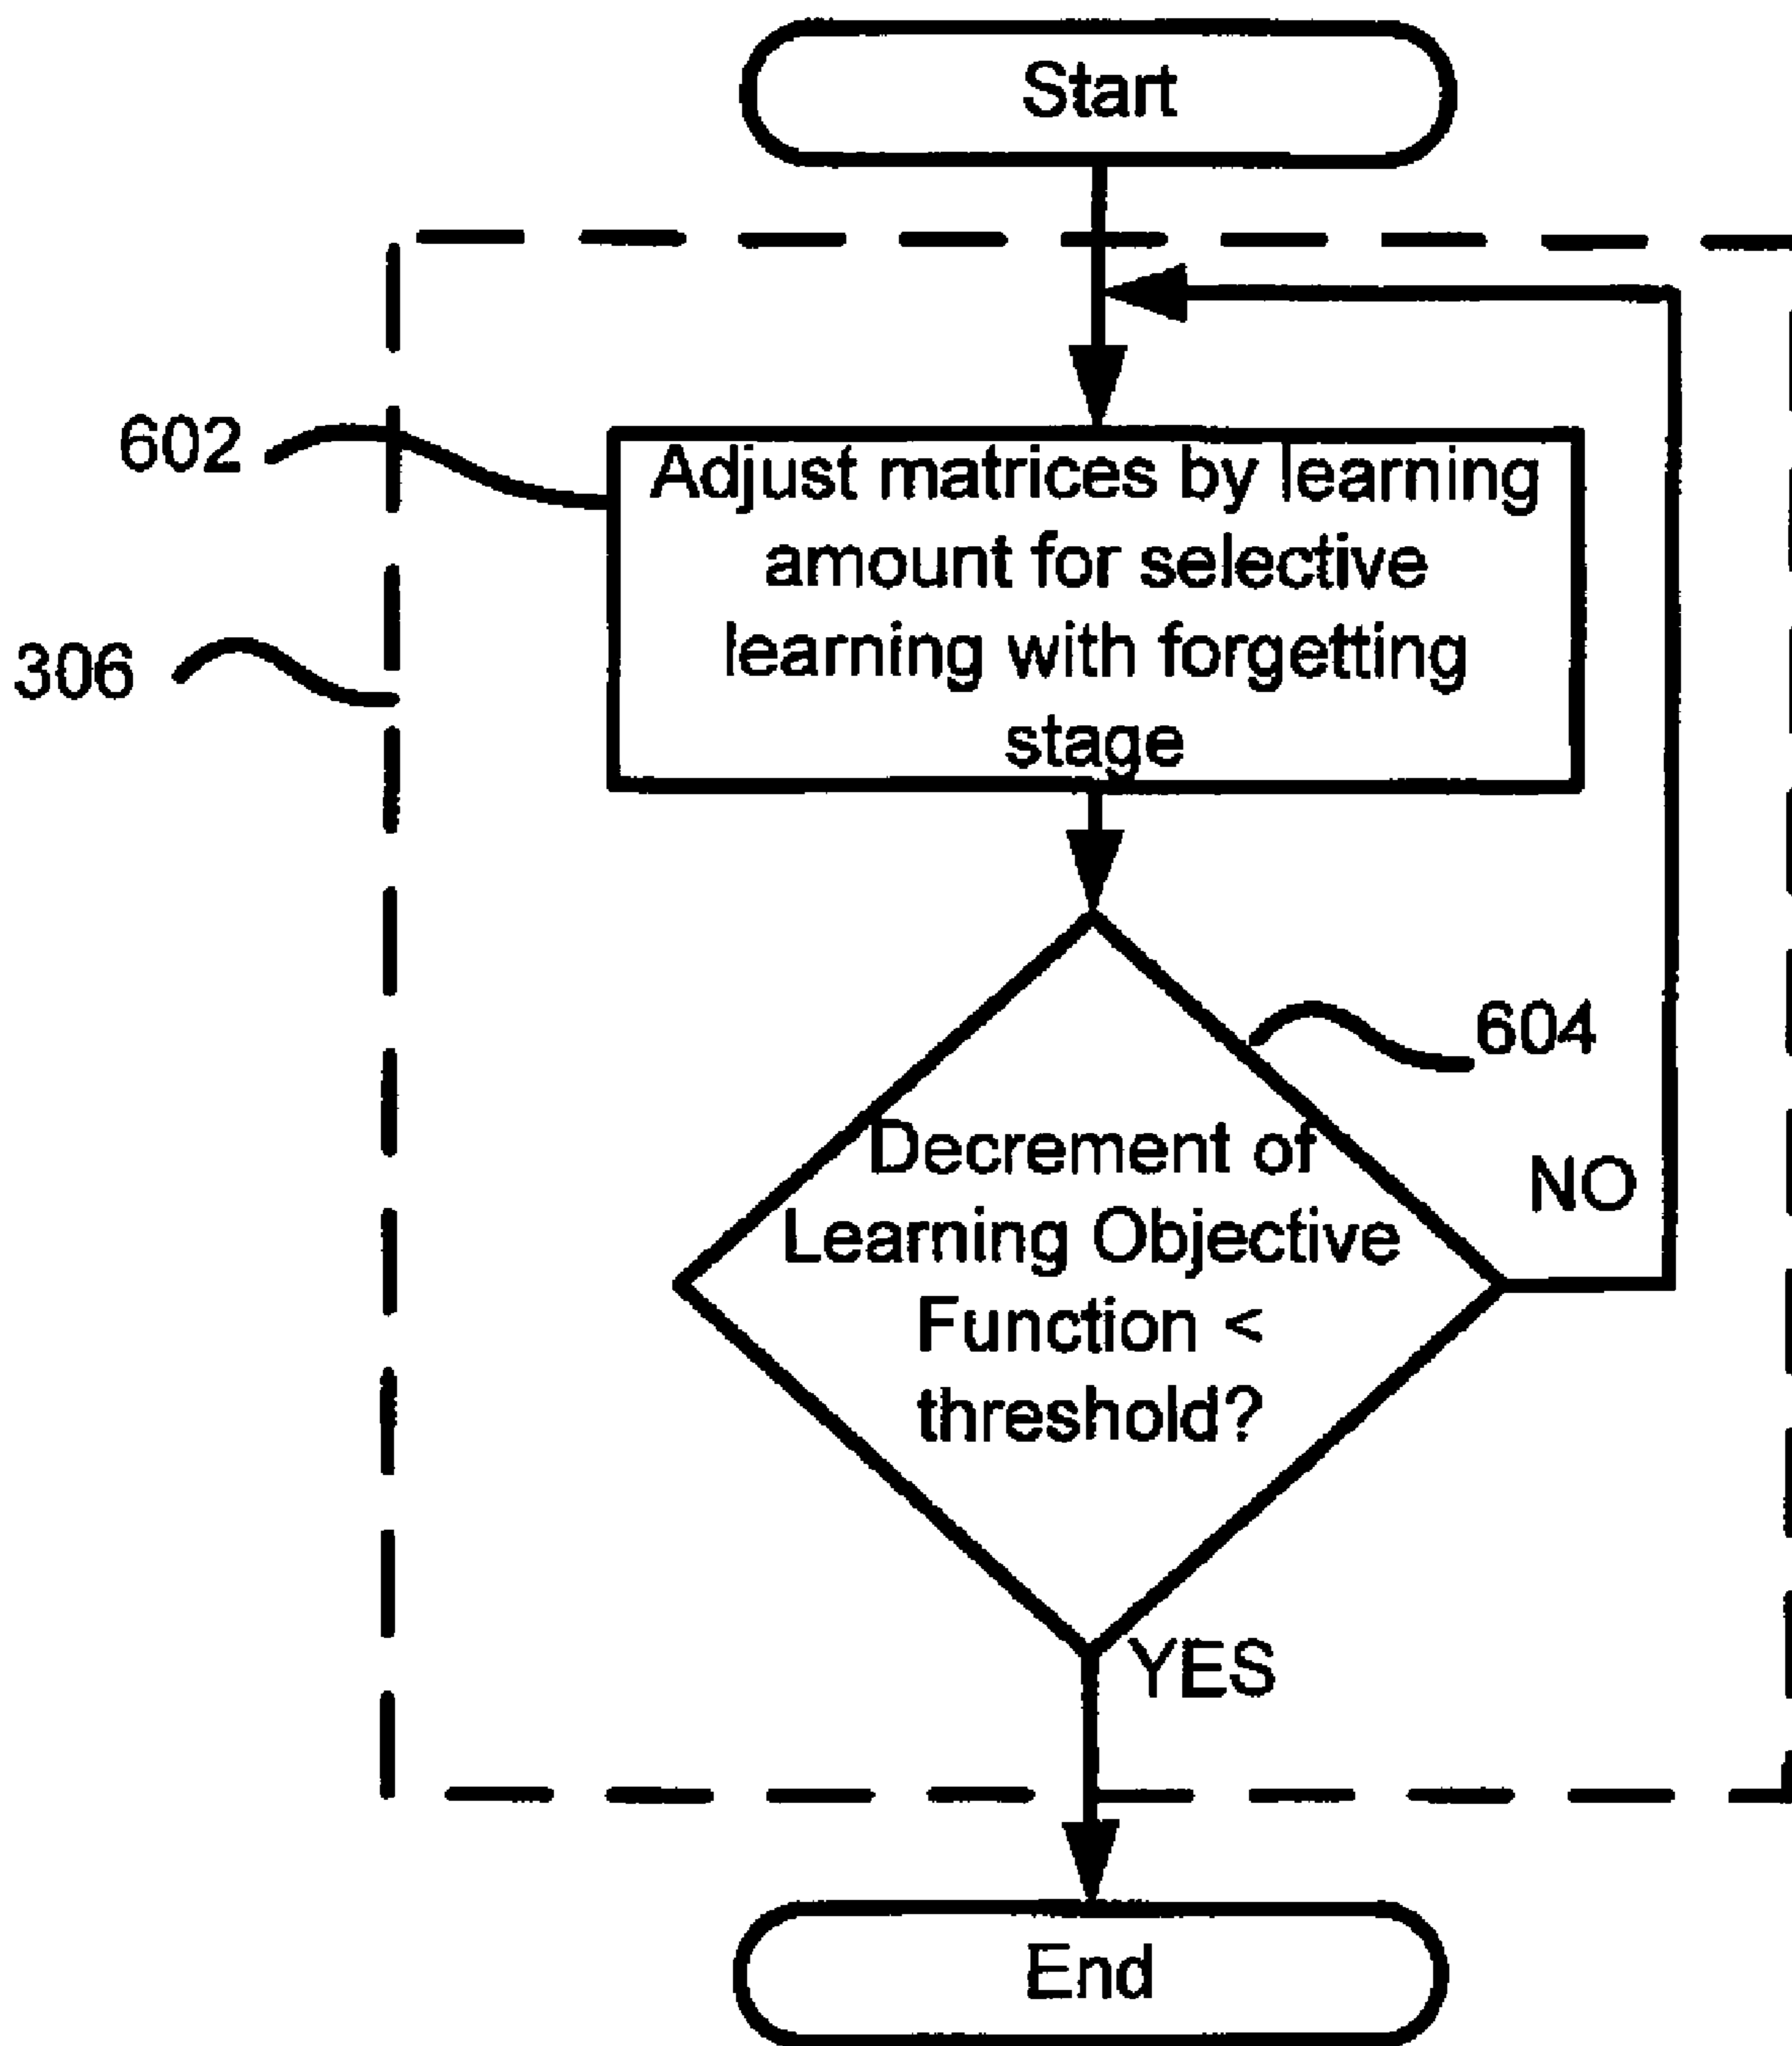 Start
602
Adjust matrices by learning
amount for selective
learning with forgetting
stage
306
604
Decrement of
Learning Objective
Function <
threshold?
NO
YES
End